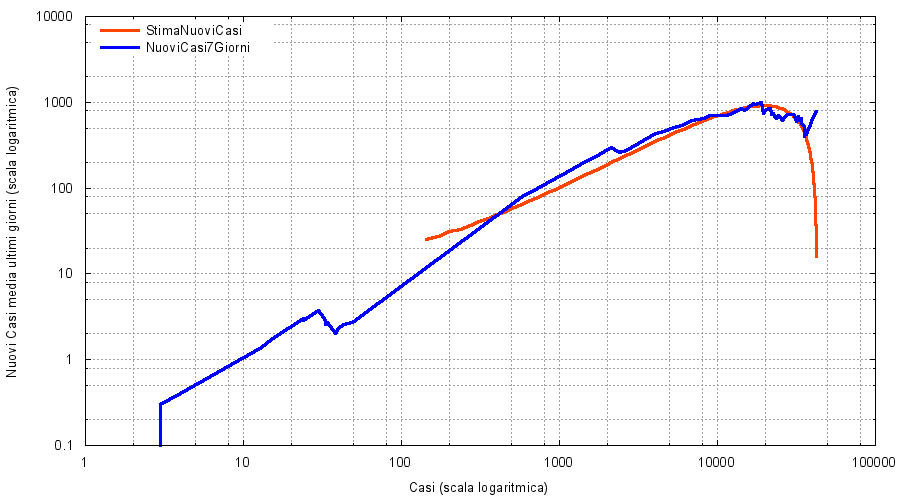 10000
StimaNuoviCasi
NuoviCasi7Giorni
1000
100
10
1
0.1
Nuovi Casi media ultimi giorni (scala logaritmica)
1 10 100 1000 10000 100000
Casi (scala logaritmica)